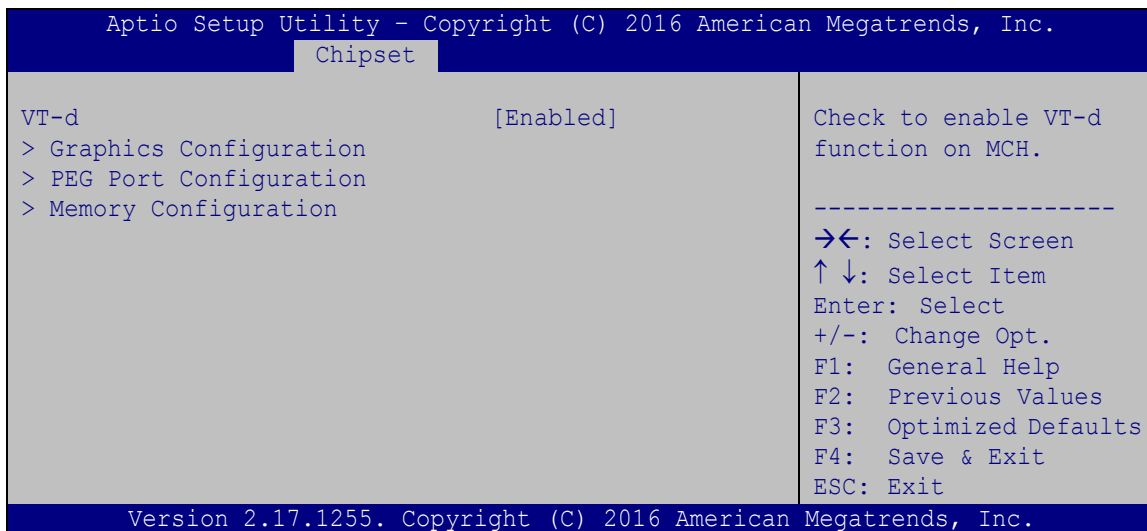 Aptio Setup Utility – Copyright (C) 2016 American Megatrends, Inc.
Chipset
VT-d [Enabled]
> Graphics Configuration
> PEG Port Configuration
> Memory Configuration
Check to enable VT-d
function on MCH.
---------------------
→←: Select Screen
↑ ↓: Select Item
Enter: Select
+/-: Change Opt.
F1: General Help
F2: Previous Values
F3: Optimized Defaults
F4: Save & Exit
ESC: Exit
Version 2.17.1255. Copyright (C) 2016 American Megatrends, Inc.